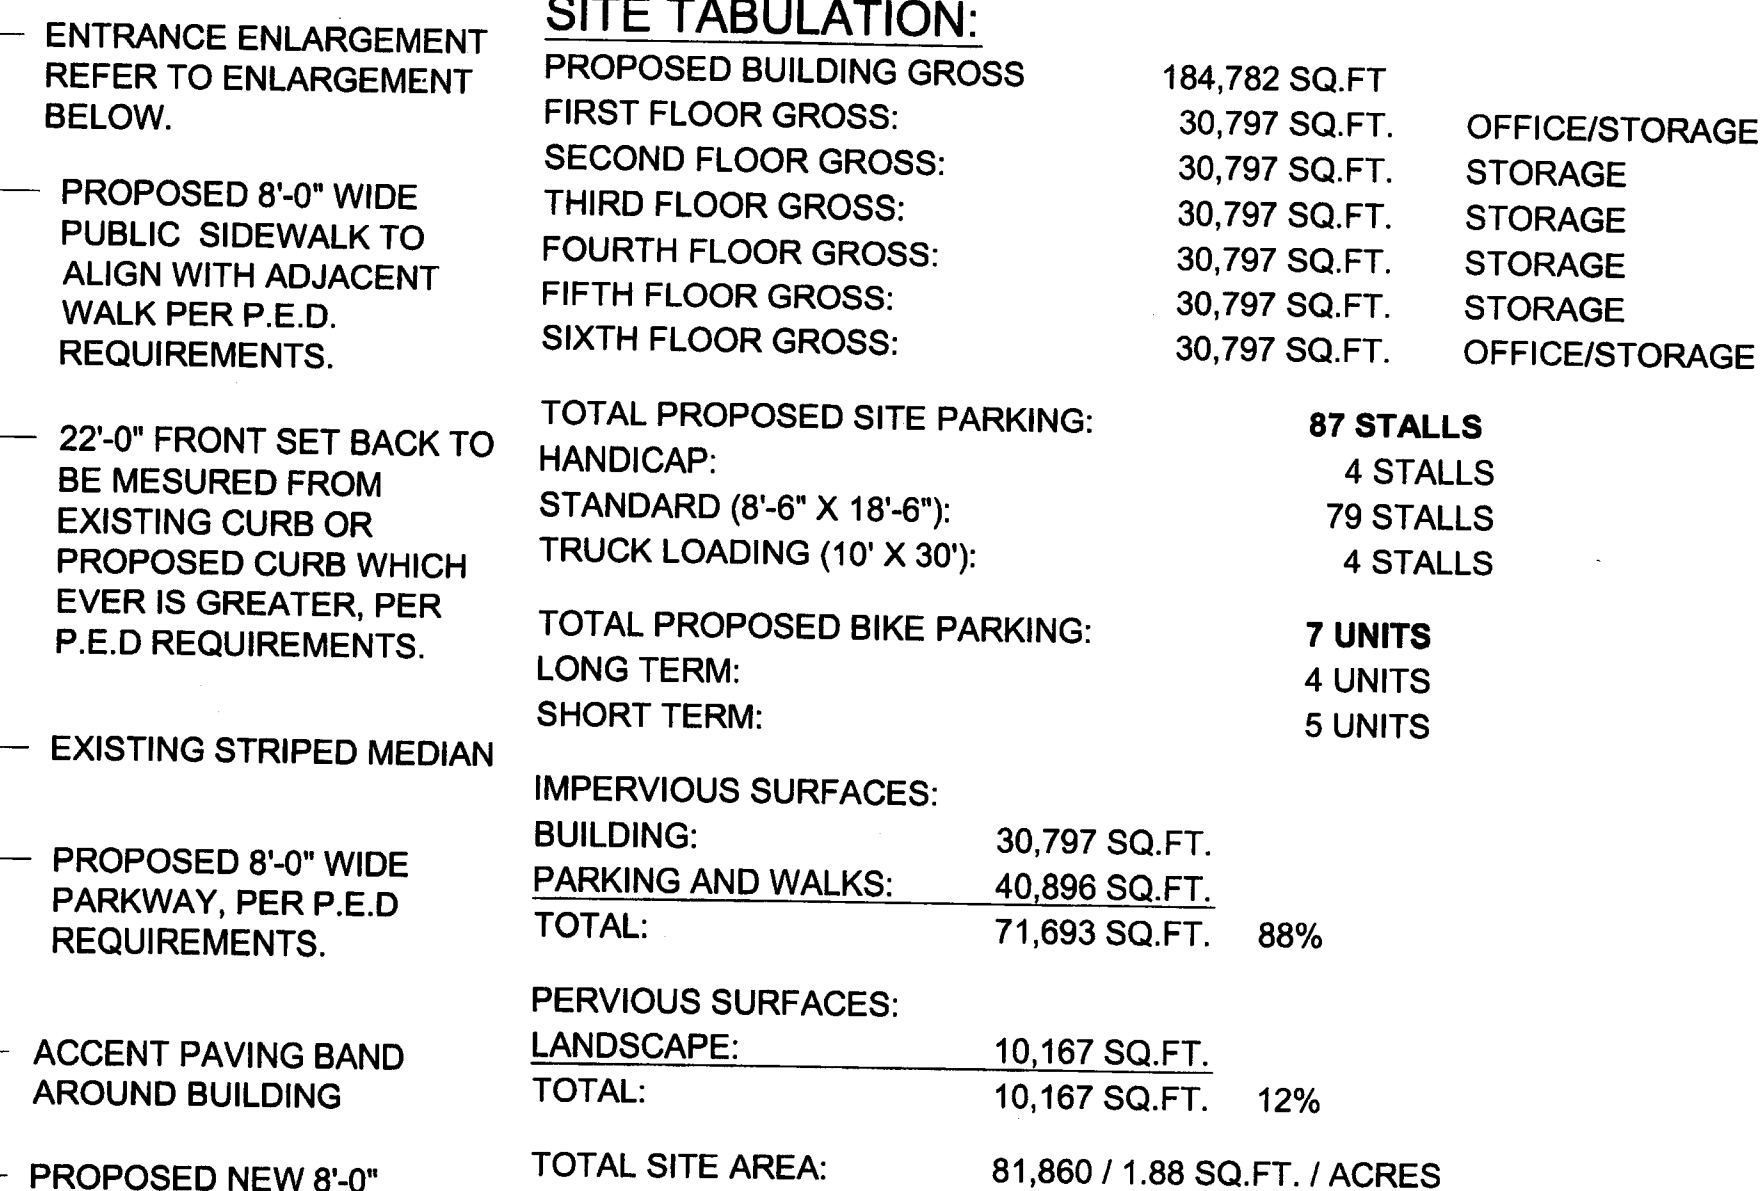 ENTRANCE ENLARGEMENT
REFER TO ENLARGEMENT
BELOW.
PROPOSED 8'-0" WIDE
PUBLIC SIDEWALK TO
ALIGN WITH ADJACENT
WALK PER P.E.D.
REQUIREMENTS.
22'-0" FRONT SET BACK TO
BE MESURED FROM
EXISTING CURB OR
PROPOSED CURB WHICH
EVER IS GREATER, PER
P.E.D REQUIREMENTS.
EXISTING STRIPED MEDIAN
PROPOSED 8'-0" WIDE
PARKWAY, PER P.E.D
REQUIREMENTS.
ACCENT PAVING BAND
AROUND BUILDING
PROPOSED NEW 8'-0"
SITE TABULATION:
PROPOSED BUILDING GROSS 184,782 SQ.FT
FIRST FLOOR GROSS: 30,797 SQ.FT. OFFICE/STORAGE
SECOND FLOOR GROSS: 30,797 SQ.FT. STORAGE
THIRD FLOOR GROSS: 30,797 SQ.FT. STORAGE
FOURTH FLOOR GROSS: 30,797 SQ.FT. STORAGE
FIFTH FLOOR GROSS: 30,797 SQ.FT. STORAGE
SIXTH FLOOR GROSS: 30,797 SQ.FT. OFFICE/STORAGE
TOTAL PROPOSED SITE PARKING: 87 STALLS
HANDICAP: 4 STALLS
STANDARD (8'-6" X 18'-6"): 79 STALLS
TRUCK LOADING (10' X 30'): 4 STALLS
TOTAL PROPOSED BIKE PARKING: 7 UNITS
LONG TERM: 4 UNITS
SHORT TERM: 5 UNITS
IMPERVIOUS SURFACES:
BUILDING: 30,797 SQ.FT.
PARKING AND WALKS: 40,896 SQ.FT.
TOTAL: 71,693 SQ.FT. 88%
PERVIOUS SURFACES:
LANDSCAPE: 10,167 SQ.FT.
TOTAL: 10,167 SQ.FT. 12%
TOTAL SITE AREA: 81,860 / 1.88 SQ.FT. / ACRES